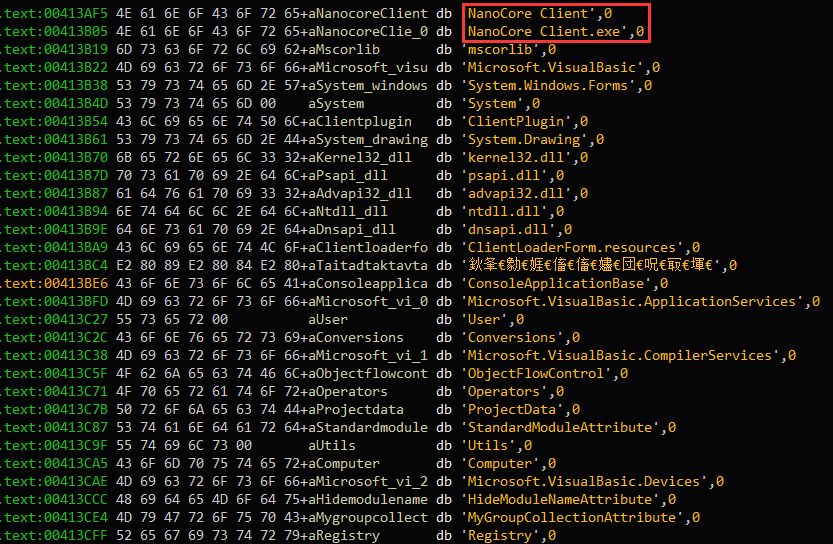 .text:00413AF5 4E 61 6E 6F 43 6F 72 65+aNanocoreClient db 'NanoCore Client',0
.text:00413B05 4E 61 6E 6F 43 6F 72 65+aNanocoreClie_0 db 'NanoCore Client.exe',0
.text:00413B19 6D 73 63 6F 72 6C 69 62+aMscorlib db 'mscorlib',0
.text:00413B22 4D 69 63 72 6F 73 6F 66+aMicrosoft_visu db 'Microsoft.VisualBasic',0
.text:00413B38 53 79 73 74 65 6D 2E 57+aSystem_windows db 'System.Windows.Forms',0
.text:00413B4D 53 79 73 74 65 6D 00 aSystem db 'System',0
.text:00413B54 43 6C 69 65 6E 74 50 6C+aClientplugin db 'ClientPlugin',0
.text:00413B61 53 79 73 74 65 6D 2E 44+aSystem_drawing db 'System.Drawing',0
.text:00413B70 6B 65 72 6E 65 6C 33 32+aKernel32_dll db 'kernel32.dll',0
.text:00413B7D 70 73 61 70 69 2E 64 6C+aPsapi_dll db 'psapi.dll',0
.text:00413B87 61 64 76 61 70 69 33 32+aAdvapi32_dll db 'advapi32.dll',0
.text:00413B94 6E 74 64 6C 6C 2E 64 6C+aNtdll_dll db 'ntdll.dll',0
.text:00413B9E 64 6E 73 61 70 69 2E 64+aDnsapi_dll db 'dnsapi.dll',0
.text:00413BA9 43 6C 69 65 6E 74 4C 6F+aClientloaderfo db 'ClientLoaderForm.resources',0
.text:00413BC4 E2 80 89 E2 80 84 E2 80+aTaitadtaktavta db
.text:00413BE6 43 6F 6E 73 6F 6C 65 41+aConsoleapplica db 'ConsoleApplicationBase',0
.text:00413BFD 4D 69 63 72 6F 73 6F 66+aMicrosoft_vi_0 db 'Microsoft.VisualBasic.ApplicationServices',0
.text:00413C27 55 73 65 72 00 aUser db 'User',0
.text:00413C2C 43 6F 6E 76 65 72 73 69+aConversions db 'Conversions',0
.text:00413C38 4D 69 63 72 6F 73 6F 66+aMicrosoft_vi_1 db 'Microsoft.VisualBasic.CompilerServices',0
.text:00413C5F 4F 62 6A 65 63 74 46 6C+aObjectflowcont db 'ObjectFlowControl',0
.text:00413C71 4F 70 65 72 61 74 6F 72+aOperators db 'Operators',0
.text:00413C7B 50 72 6F 6A 65 63 74 44+aProjectdata db 'ProjectData',0
.text:00413C87 53 74 61 6E 64 61 72 64+aStandardmodule db 'StandardModuleAttribute',0
.text:00413C9F 55 74 69 6C 73 00 aUtils db 'Utils',0
.text:00413CA5 43 6F 6D 70 75 74 65 72+aComputer db 'Computer',0
.text:00413CAE 4D 69 63 72 6F 73 6F 66+aMicrosoft_vi_2 db 'Microsoft.VisualBasic.Devices',0
.text:00413CCC 48 69 64 65 4D 6F 64 75+aHidemodulename db 'HideModuleNameAttribute',0
.text:00413CE4 4D 79 47 72 6F 75 70 43+aMygroupcollect db 'MyGroupCollectionAttribute',0
.text:00413CFF 52 65 67 69 73 74 72 79+aRegistry db 'Registry',0